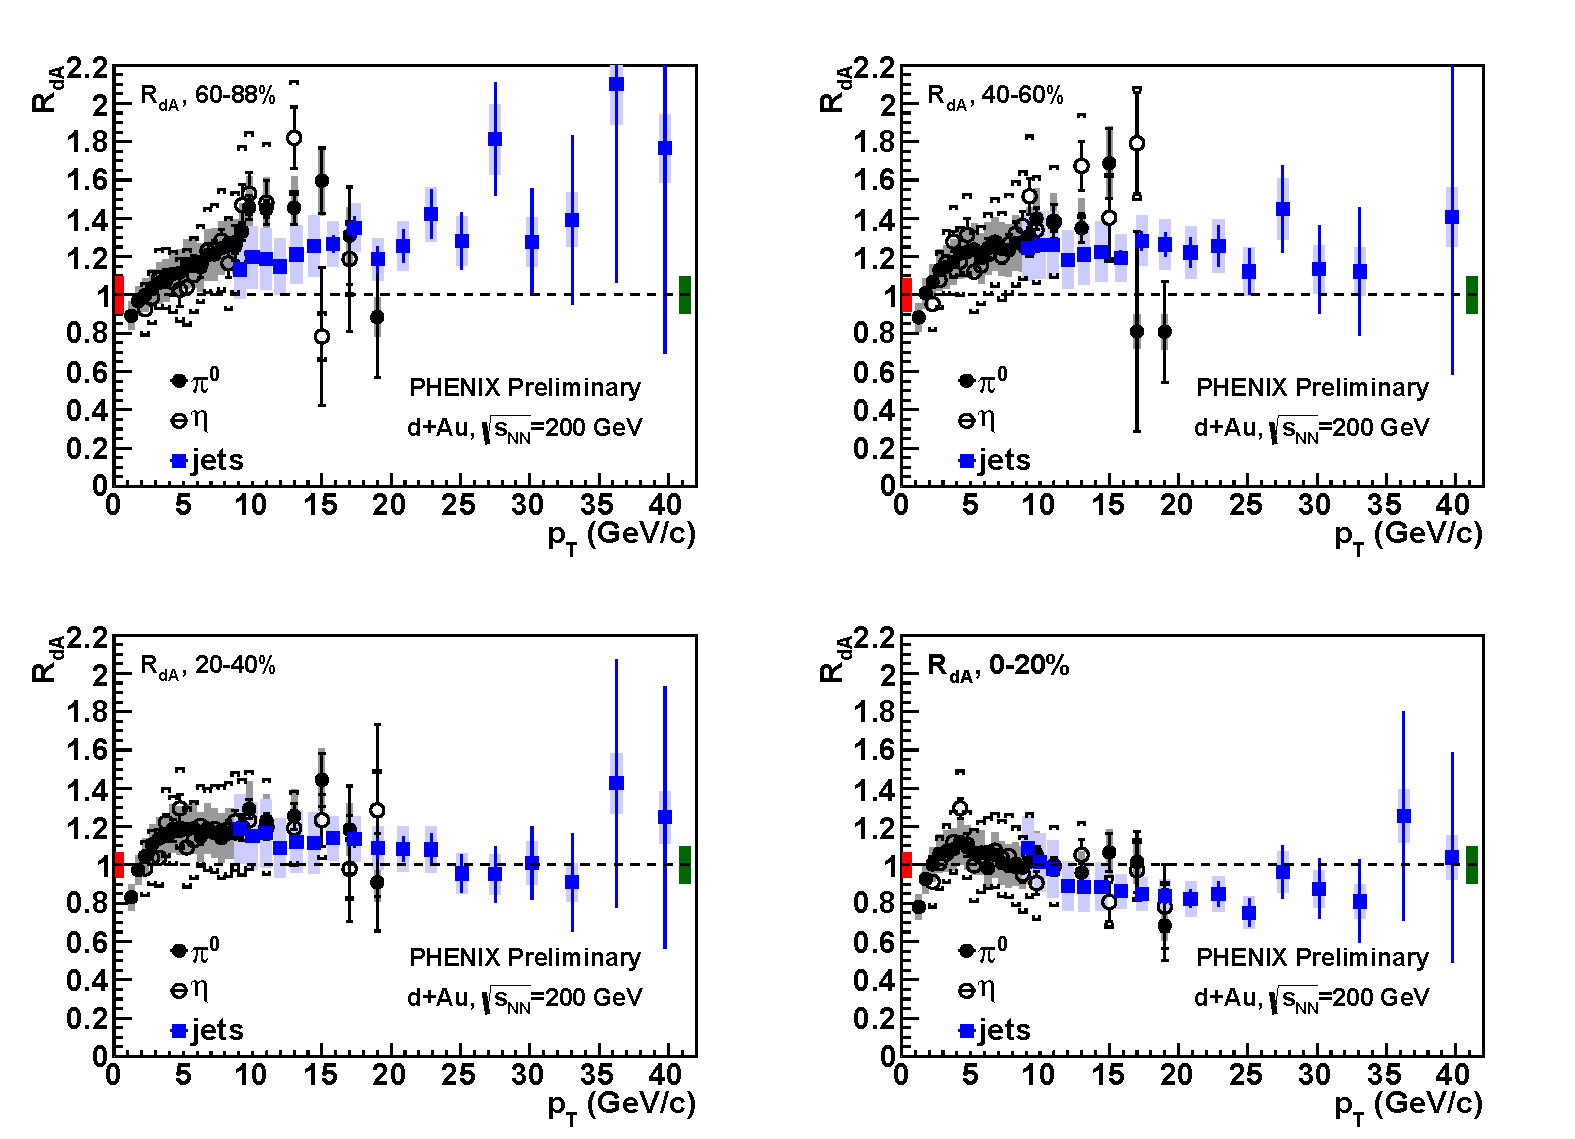 R_dA
2.2
2
1.8
1.6
1.4
1.2
1
0.8
0.6
0.4
0.2
0
R_dA, 60-88%
π⁰
η
jets
PHENIX Preliminary
d+Au, √s_NN=200 GeV
0 5 10 15 20 25 30 35 40
p_T (GeV/c)
R_dA
2.2
2
1.8
1.6
1.4
1.2
1
0.8
0.6
0.4
0.2
0
R_dA, 40-60%
π⁰
η
jets
PHENIX Preliminary
d+Au, √s_NN=200 GeV
0 5 10 15 20 25 30 35 40
p_T (GeV/c)
R_dA
2.2
2
1.8
1.6
1.4
1.2
1
0.8
0.6
0.4
0.2
0
R_dA, 20-40%
π⁰
η
jets
PHENIX Preliminary
d+Au, √s_NN=200 GeV
0 5 10 15 20 25 30 35 40
p_T (GeV/c)
R_dA
2.2
2
1.8
1.6
1.4
1.2
1
0.8
0.6
0.4
0.2
0
R_dA, 0-20%
π⁰
η
jets
PHENIX Preliminary
d+Au, √s_NN=200 GeV
0 5 10 15 20 25 30 35 40
p_T (GeV/c)